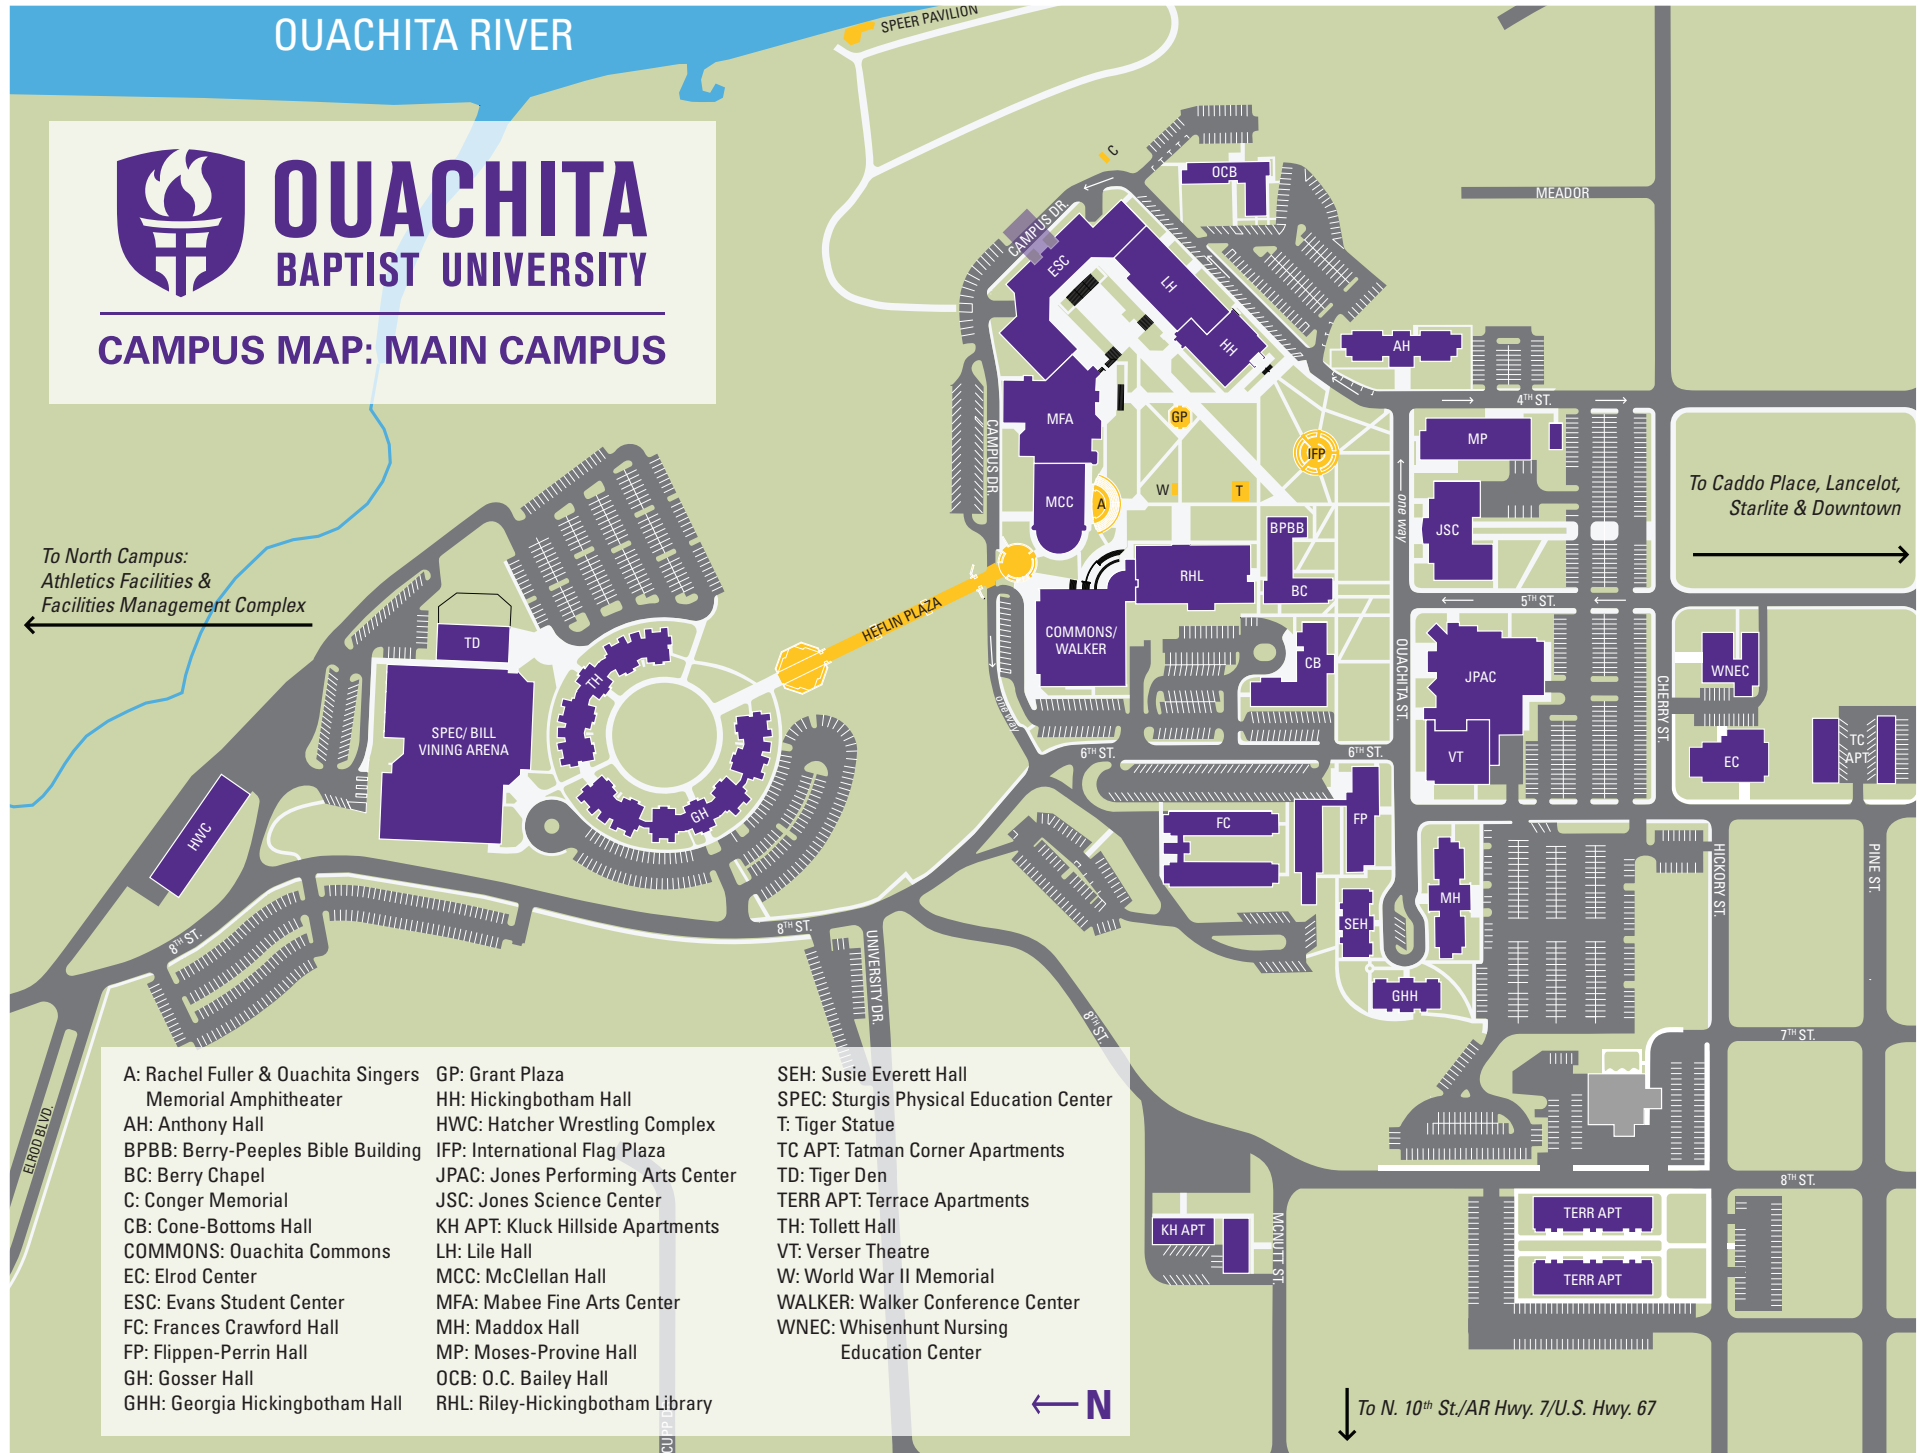 OUACHITA RIVER
SPEER PAVILION
OUACHITA
BAPTIST UNIVERSITY
CAMPUS MAP: MAIN CAMPUS
C
OCB
MEADOR
CAMPUS DR.
ESC
LH
HH
AH
4TH ST.
MFA
GP
IFP
MP
CAMPUS DR.
MCC
A
W
T
BPBB
one way
JSC
To Caddo Place, Lancelot,
Starlite & Downtown
To North Campus:
Athletics Facilities &
Facilities Management Complex
RHL
BC
5TH ST.
HEFLIN PLAZA
TD
COMMONS/
WALKER
CB
OUACHITA ST.
JPAC
WNEC
CHERRY ST.
TH
SPEC/ BILL
VINING ARENA
one way
6TH ST.
6TH ST.
VT
EC
TC
APT
GH
HWC
FC
FP
HICKORY ST.
PINE ST.
MH
SEH
8TH ST.
8TH ST.
UNIVERSITY DR.
GHH
8TH ST.
7TH ST.
ELROD BLVD.
8TH ST.
KH APT
MCNUTT ST.
TERR APT
TERR APT
A: Rachel Fuller & Ouachita Singers
Memorial Amphitheater
AH: Anthony Hall
BPBB: Berry-Peeples Bible Building
BC: Berry Chapel
C: Conger Memorial
CB: Cone-Bottoms Hall
COMMONS: Ouachita Commons
EC: Elrod Center
ESC: Evans Student Center
FC: Frances Crawford Hall
FP: Flippen-Perrin Hall
GH: Gosser Hall
GHH: Georgia Hickingbotham Hall
GP: Grant Plaza
HH: Hickingbotham Hall
HWC: Hatcher Wrestling Complex
IFP: International Flag Plaza
JPAC: Jones Performing Arts Center
JSC: Jones Science Center
KH APT: Kluck Hillside Apartments
LH: Lile Hall
MCC: McClellan Hall
MFA: Mabee Fine Arts Center
MH: Maddox Hall
MP: Moses-Provine Hall
OCB: O.C. Bailey Hall
RHL: Riley-Hickingbotham Library
SEH: Susie Everett Hall
SPEC: Sturgis Physical Education Center
T: Tiger Statue
TC APT: Tatman Corner Apartments
TD: Tiger Den
TERR APT: Terrace Apartments
TH: Tollett Hall
VT: Verser Theatre
W: World War II Memorial
WALKER: Walker Conference Center
WNEC: Whisenhunt Nursing
Education Center
N
To N. 10th St./AR Hwy. 7/U.S. Hwy. 67